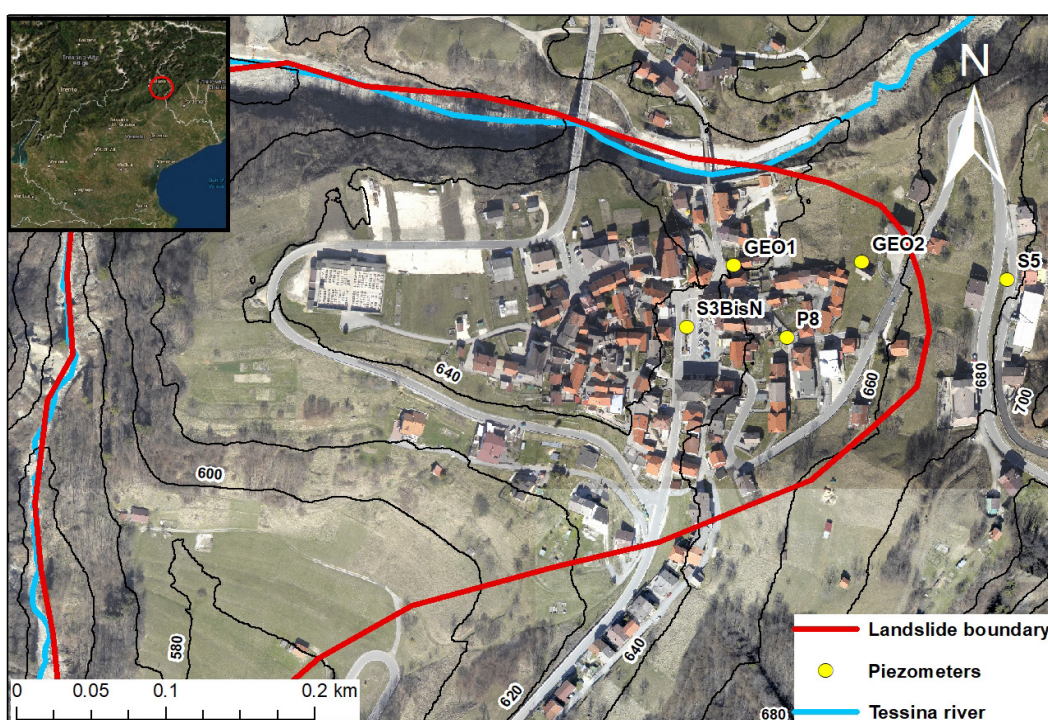 N
GEO1
GEO2
S5
S3BisN
P8
640
660
680
700
600
580
620
640
680
0 0.05 0.1 0.2 km
Landslide boundary
Piezometers
Tessina river